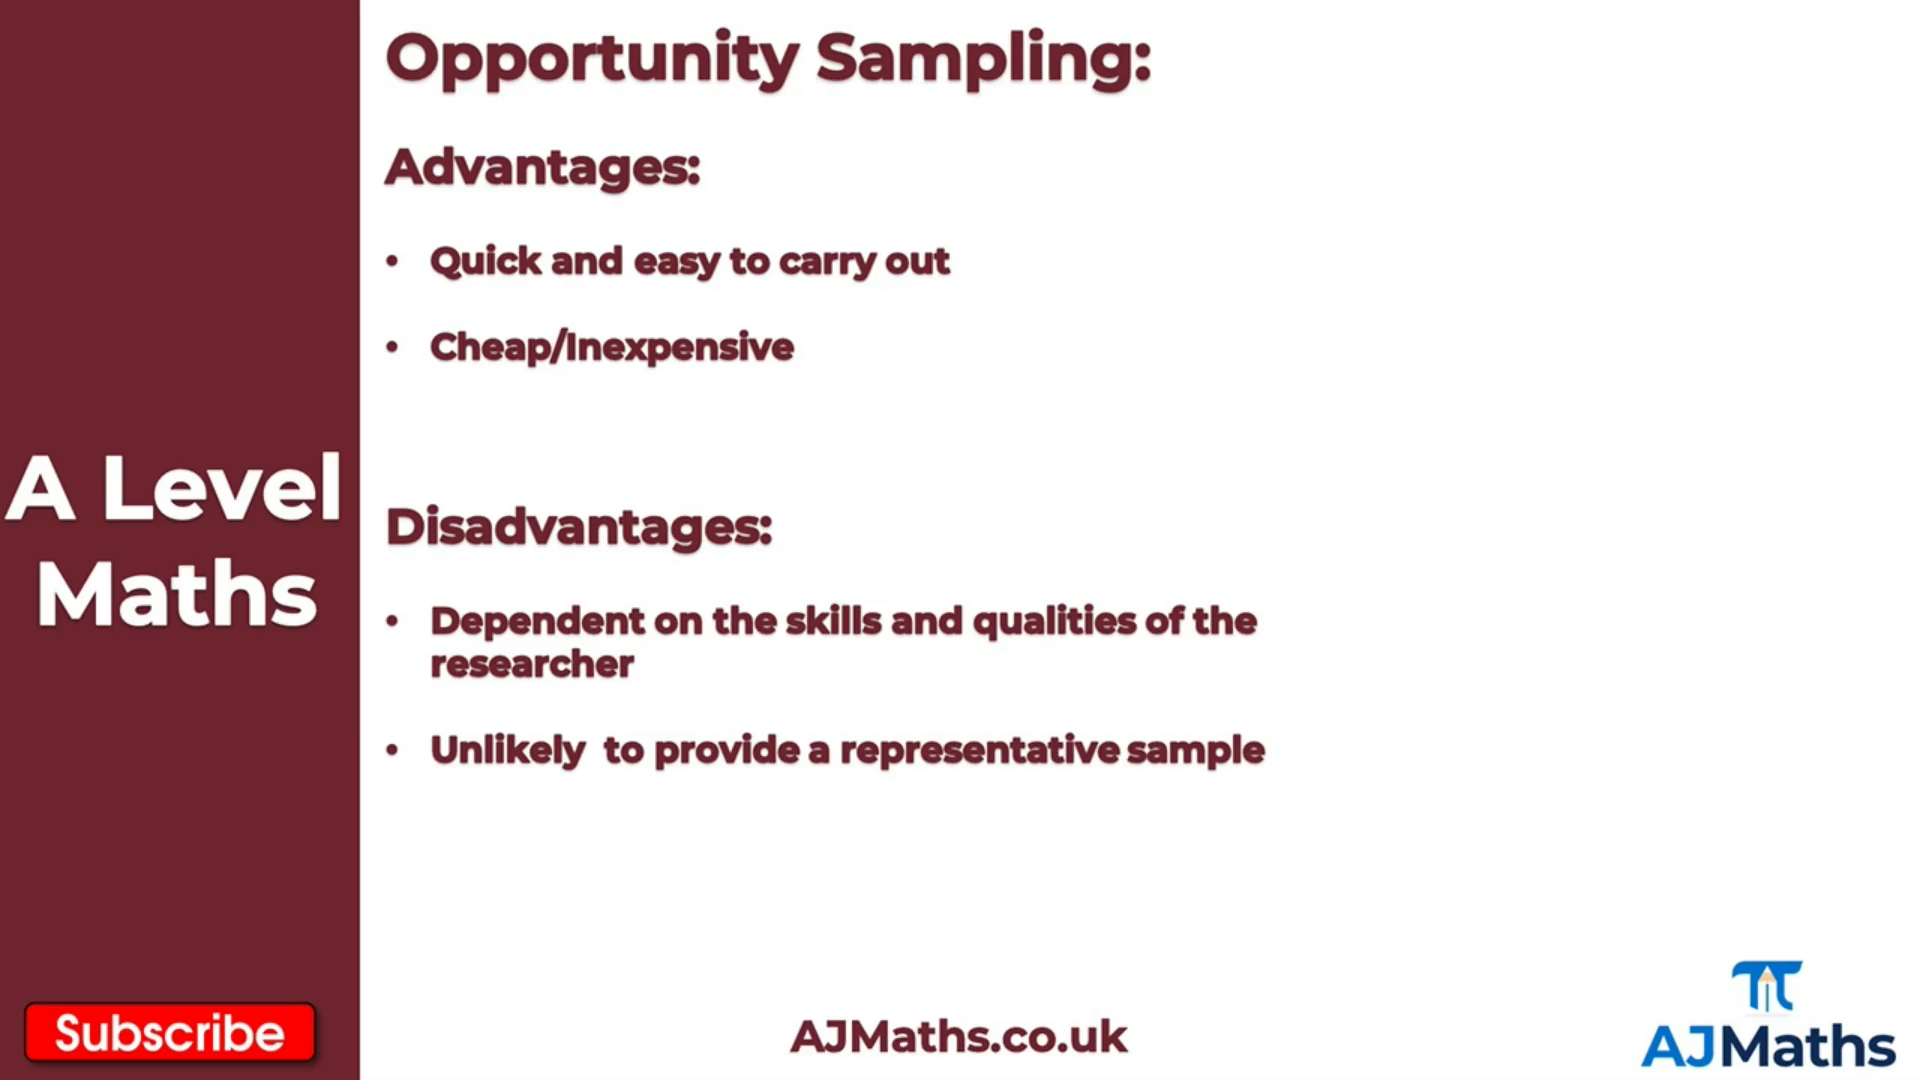 Opportunity Sampling:
Advantages:
• Quick and easy to carry out
• Cheap/Inexpensive
A Level
Maths
Disadvantages:
• Dependent on the skills and qualities of the
researcher
• Unlikely to provide a representative sample
Subscribe
AJMaths.co.uk
AJMaths